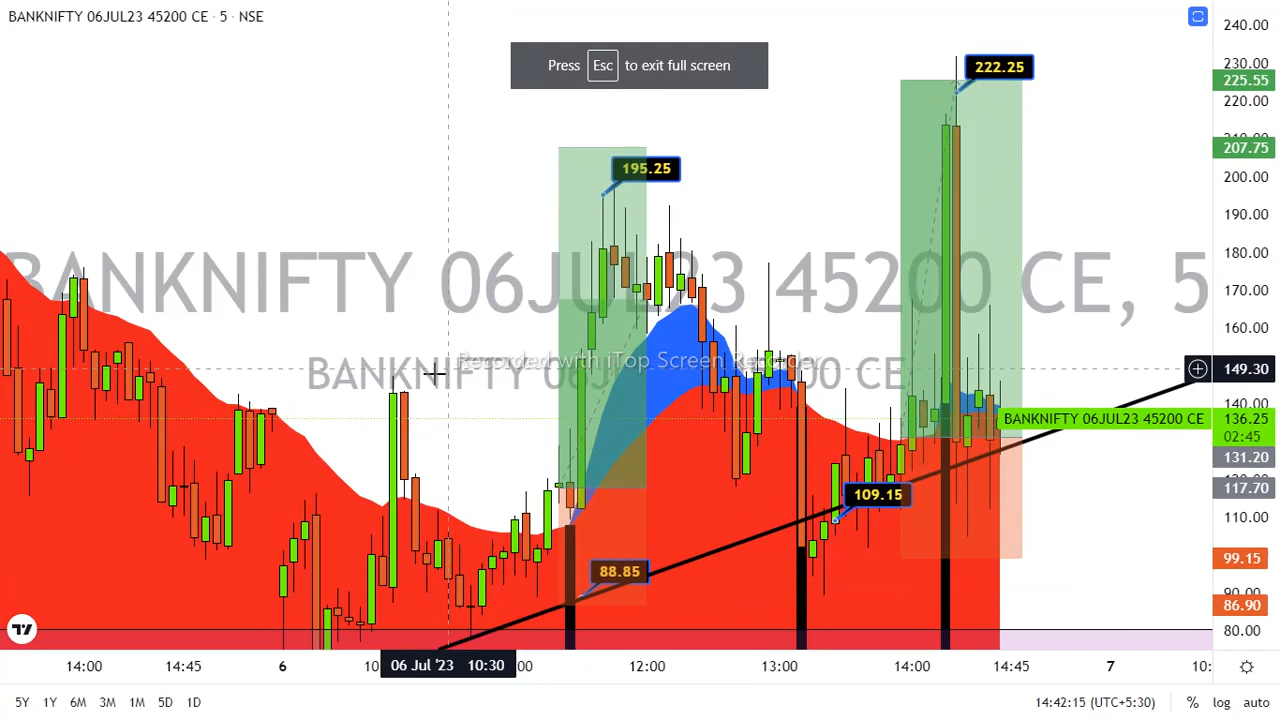 BANKNIFTY 06JUL23 45200 CE · 5 · NSE
Press Esc to exit full screen
240.00
230.00
225.55
220.00
207.75
200.00
190.00
180.00
170.00
160.00
149.30
140.00
136.25
02:45
131.20
117.70
110.00
99.15
86.90
80.00
222.25
195.25
BANKNIFTY 06JUL23 45200 CE, 5
Recorded with iTop Screen Recorder
BANKNIFTY 06JUL23 45200 CE
109.15
88.85
14:00
14:45
6
06 Jul '23 10:30
12:00
13:00
14:00
14:45
7
5Y
1Y
6M
3M
1M
5D
1D
14:42:15 (UTC+5:30)
%
log
auto